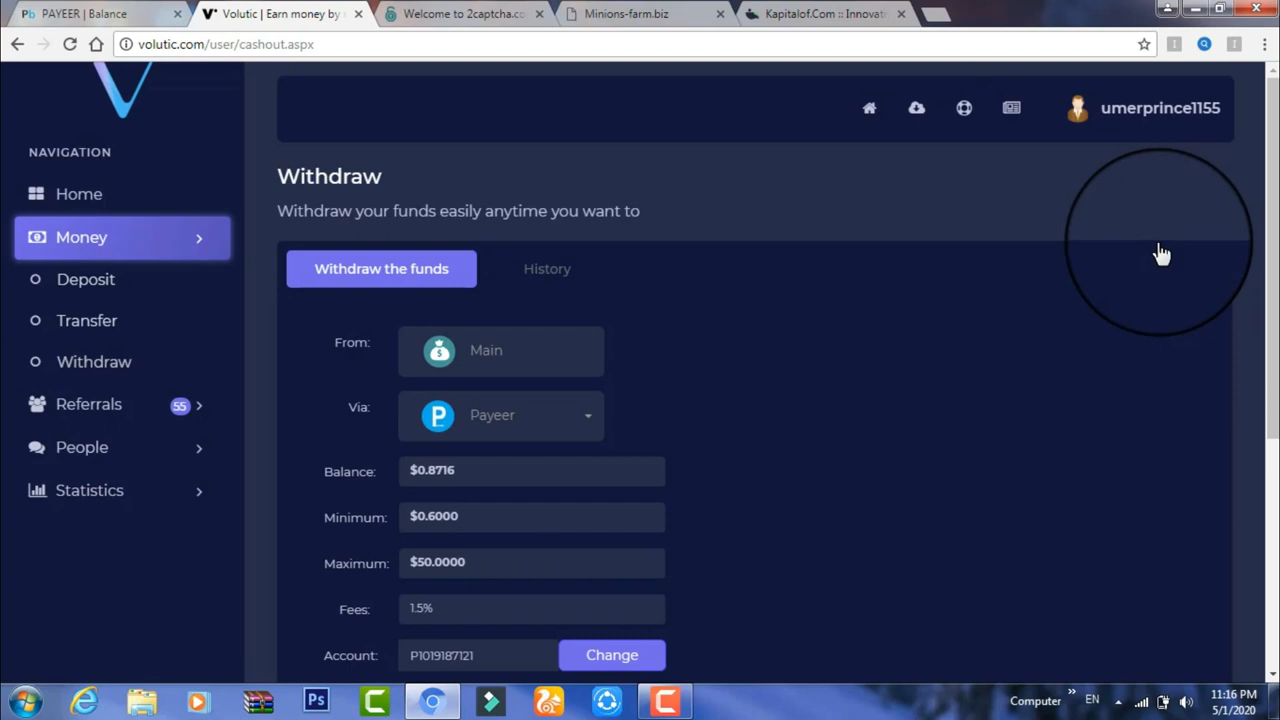 PAYEER | Balance
Volutic | Earn money by
Welcome to 2captcha.co
Minions-farm.biz
Kapitalof.Com :: Innovat
volutic.com/user/cashout.aspx
umerprince1155
NAVIGATION
Home
Money
Deposit
Transfer
Withdraw
Referrals 55
People
Statistics
Withdraw
Withdraw your funds easily anytime you want to
Withdraw the funds
History
From: Main
Via: Payeer
Balance: $0.8716
Minimum: $0.6000
Maximum: $50.0000
Fees: 1.5%
Account: P1019187121 Change
Computer » EN 11:16 PM
5/1/2020